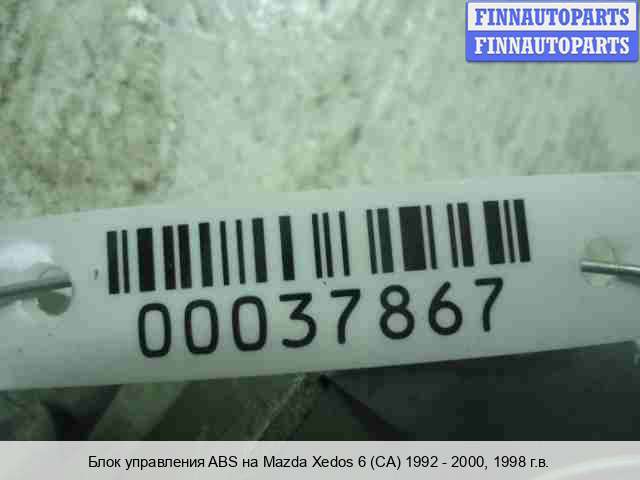 FINNAUTOPARTS
FINNAUTOPARTS
00037867
Блок управления ABS на Mazda Xedos 6 (CA) 1992 - 2000, 1998 г.в.